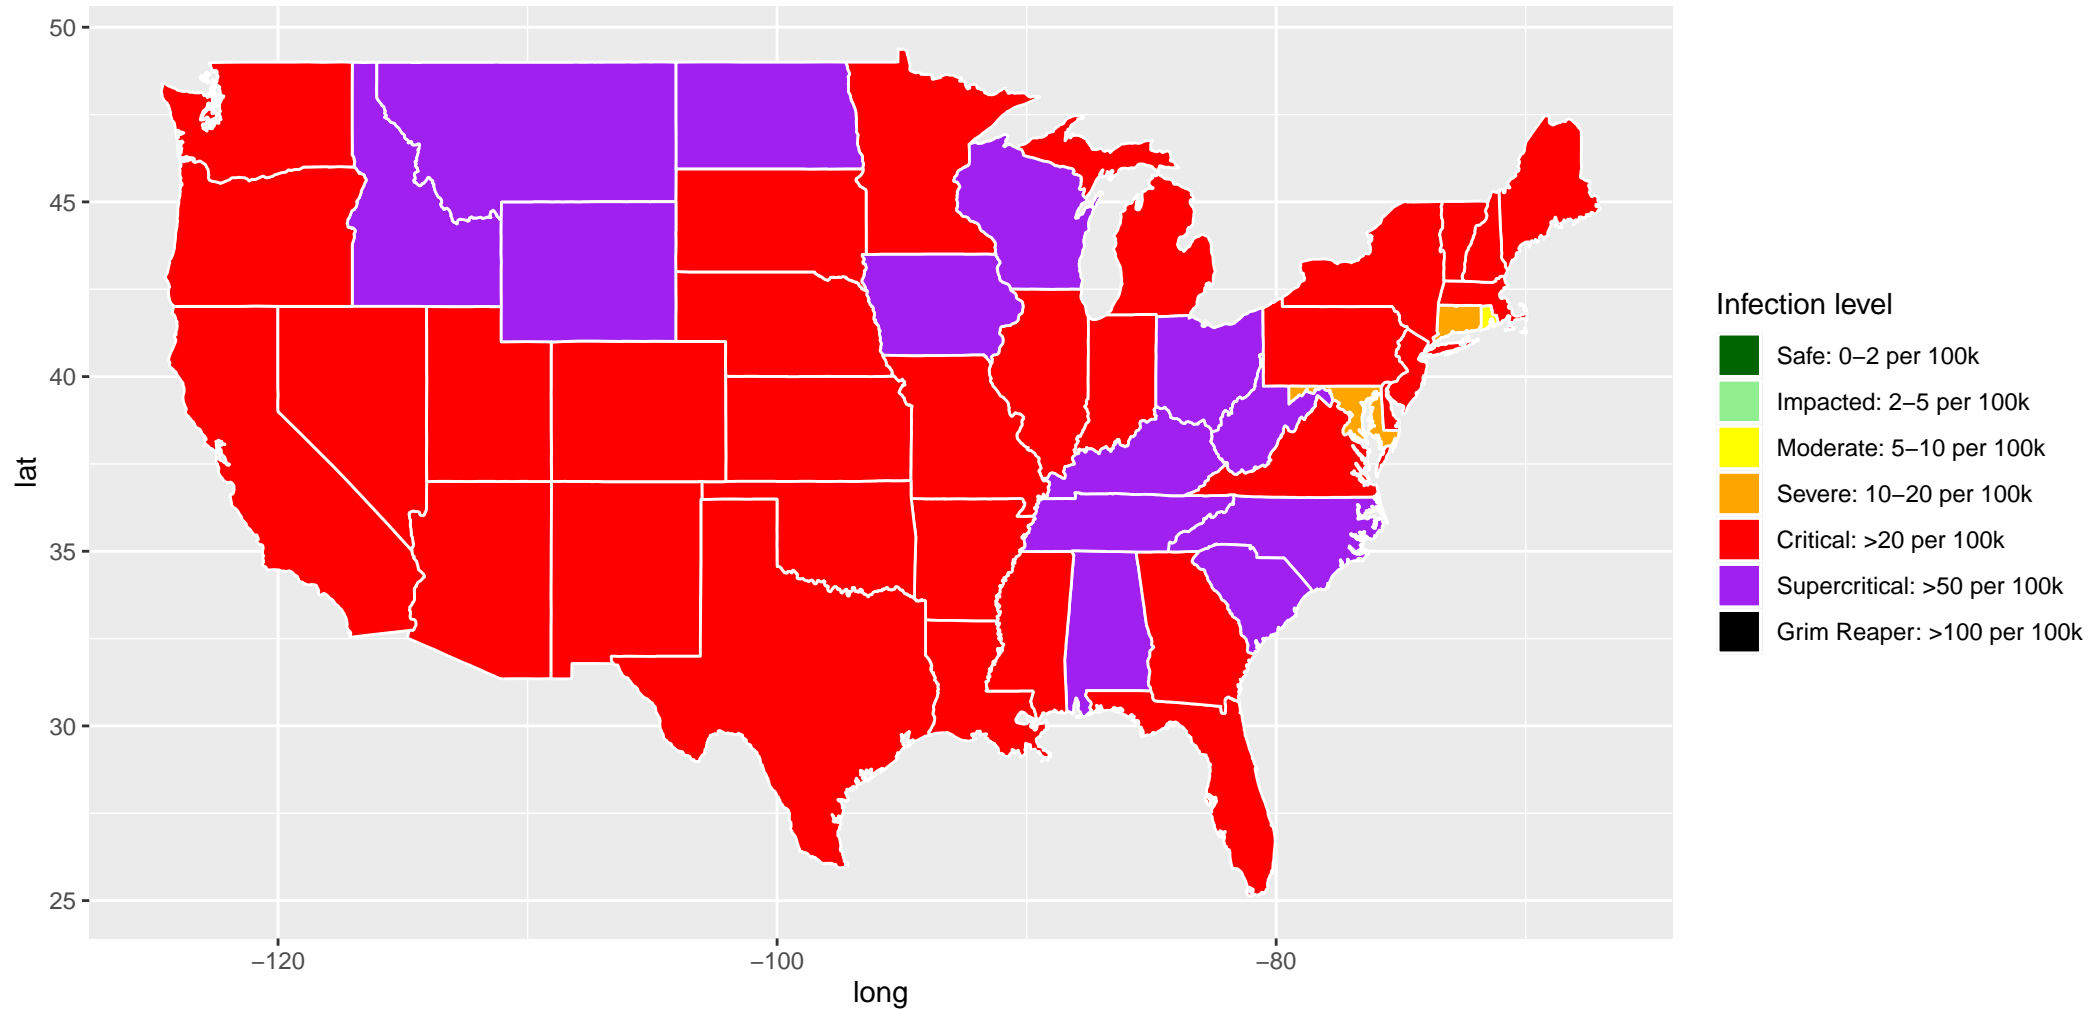 50
45
40
35
30
25
lat
−120
−100
−80
long
Infection level
Safe: 0−2 per 100k
Impacted: 2−5 per 100k
Moderate: 5−10 per 100k
Severe: 10−20 per 100k
Critical: >20 per 100k
Supercritical: >50 per 100k
Grim Reaper: >100 per 100k